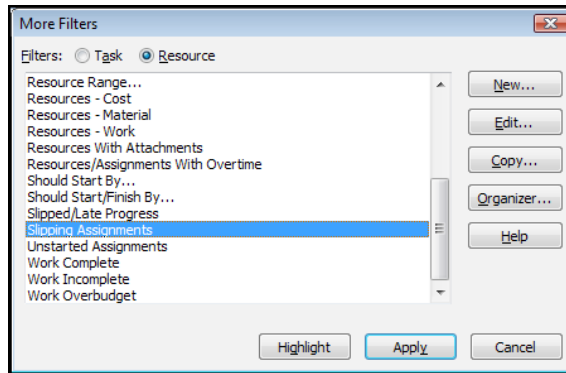 More Filters
Filters: Task Resource
Resource Range...
Resources - Cost
Resources - Material
Resources - Work
Resources With Attachments
Resources/Assignments With Overtime
Should Start By...
Should Start/Finish By...
Slipped/Late Progress
Slipping Assignments
Unstarted Assignments
Work Complete
Work Incomplete
Work Overbudget
New...
Edit...
Copy...
Organizer...
Help
Highlight Apply Cancel